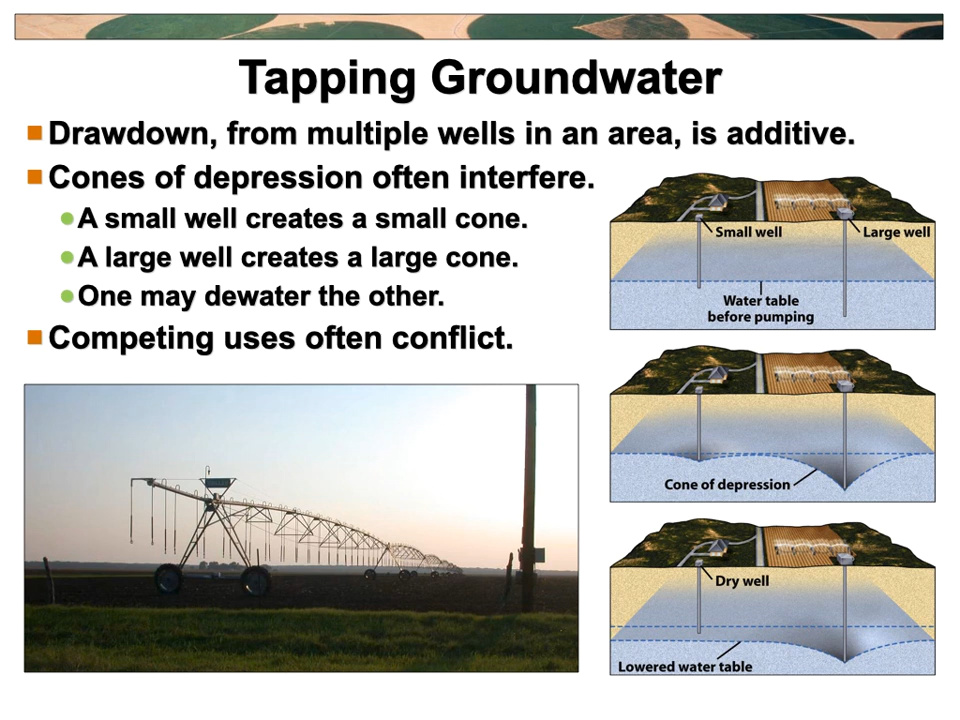 Tapping Groundwater
Drawdown, from multiple wells in an area, is additive.
Cones of depression often interfere.
A small well creates a small cone.
A large well creates a large cone.
One may dewater the other.
Competing uses often conflict.
Small well
Large well
Water table
before pumping
Cone of depression
Dry well
Lowered water table